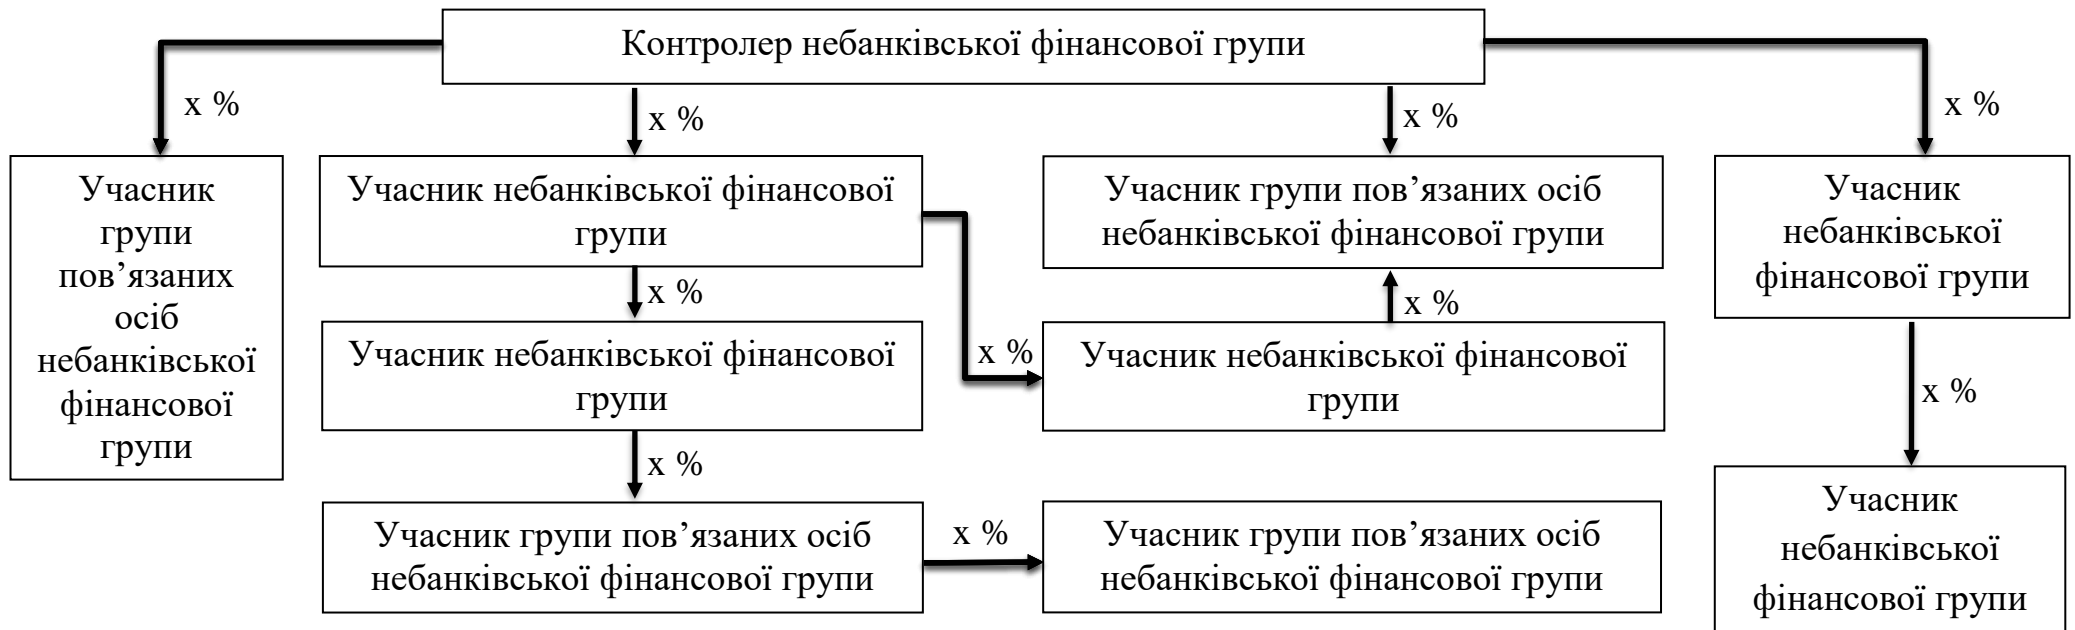 Контролер небанківської фінансової групи
х %
х %
х %
х %
Учасник
групи
пов’язаних
осіб
небанківської
фінансової
групи
Учасник небанківської фінансової
групи
Учасник групи пов’язаних осіб
небанківської фінансової групи
Учасник
небанківської
фінансової групи
х %
х %
Учасник небанківської фінансової
групи
х %
Учасник небанківської фінансової
групи
х %
х %
Учасник групи пов’язаних осіб
небанківської фінансової групи
х %
Учасник групи пов’язаних осіб
небанківської фінансової групи
Учасник
небанківської
фінансової групи